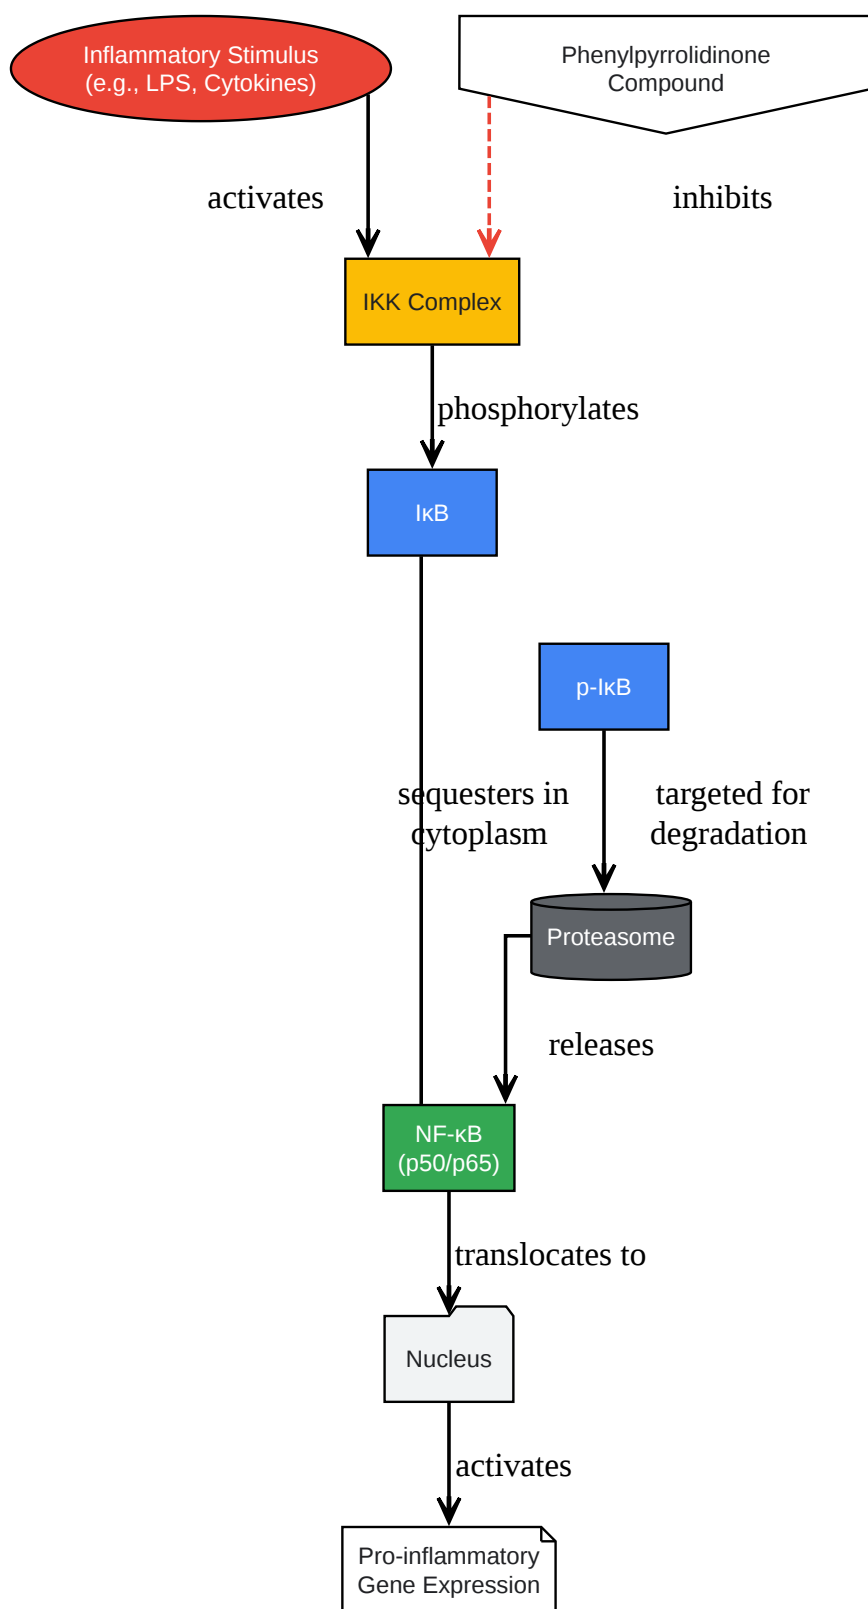 Inflammatory Stimulus
(e.g., LPS, Cytokines)
Phenylpyrrolidinone
Compound
activates
inhibits
IKK Complex
phosphorylates
IκB
p-IκB
sequesters in
cytoplasm
targeted for
degradation
Proteasome
releases
NF-κB
(p50/p65)
translocates to
Nucleus
activates
Pro-inflammatory
Gene Expression